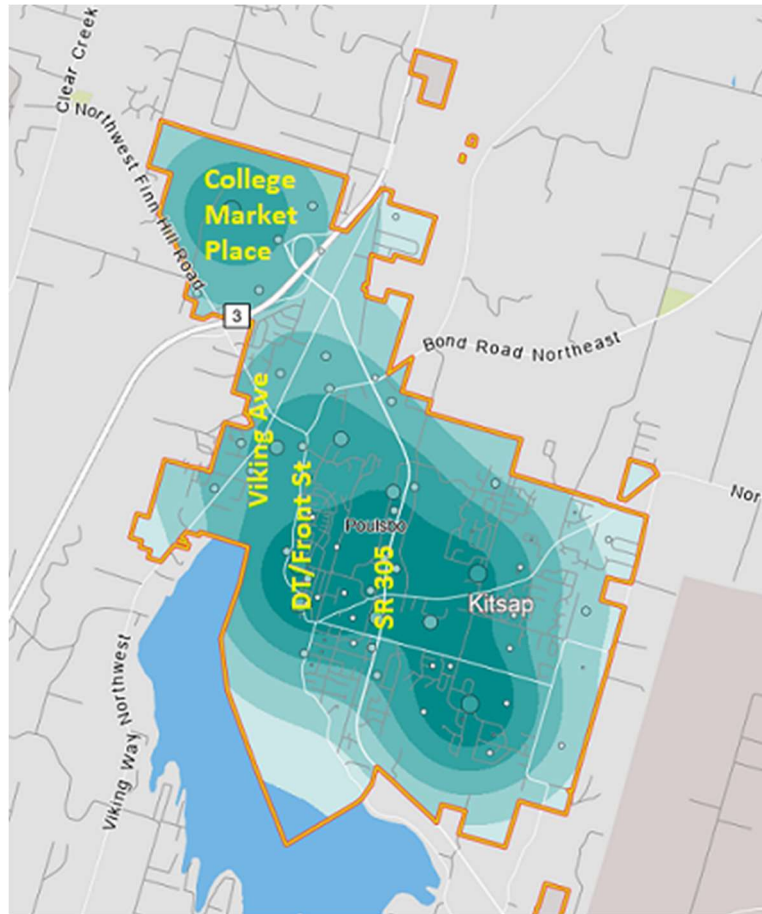 Clear Creek
Northwest Finn Hill Road
College
Market
Place
3
Bond Road Northeast
Viking Ave
DT/Front St
Poulsbo
SR 305
Kitsap
Nor
Viking Way Northwest